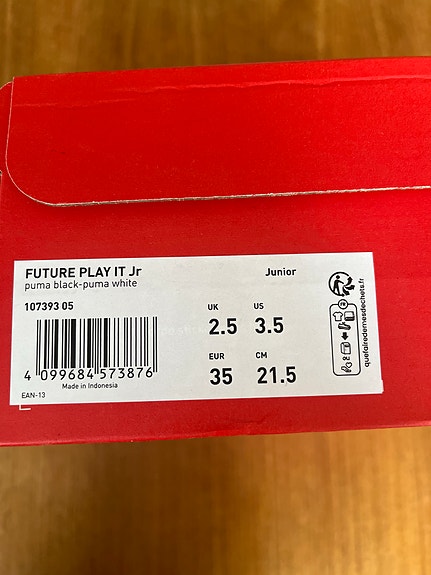 FUTURE PLAY IT Jr
puma black-puma white
Junior
107393 05
UK US
2.5 3.5
EUR CM
35 21.5
4 099684 573876
Made in Indonesia
EAN-13
FR
quefairedemesdechets.fr